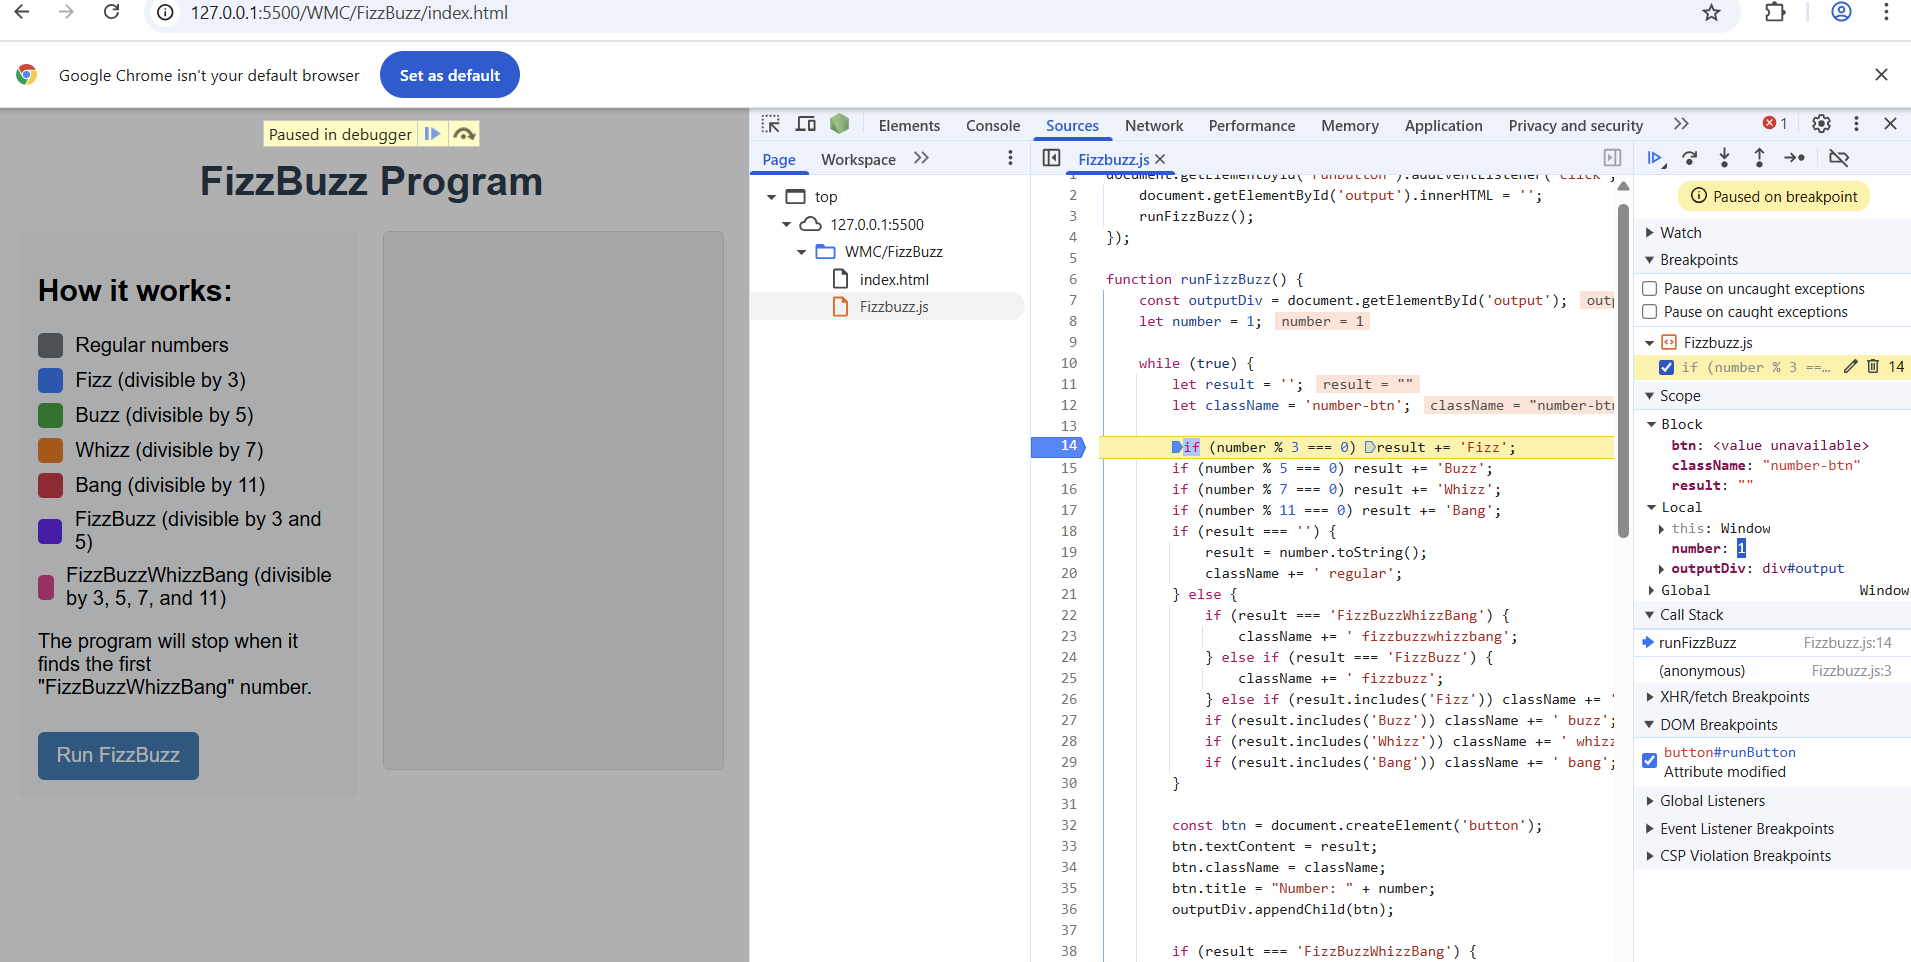 127.0.0.1:5500/WMC/FizzBuzz/index.html
Google Chrome isn't your default browser
Set as default
Paused in debugger
FizzBuzz Program
How it works:
Regular numbers
Fizz (divisible by 3)
Buzz (divisible by 5)
Whizz (divisible by 7)
Bang (divisible by 11)
FizzBuzz (divisible by 3 and
5)
FizzBuzzWhizzBang (divisible
by 3, 5, 7, and 11)
The program will stop when it
finds the first
"FizzBuzzWhizzBang" number.
Run FizzBuzz
Elements Console Sources Network Performance Memory Application Privacy and security 1
Page Workspace
top
127.0.0.1:5500
WMC/FizzBuzz
index.html
Fizzbuzz.js
Fizzbuzz.js
1 document.getElementById('runButton').addEventListener('click',
2 document.getElementById('output').innerHTML = '';
3 runFizzBuzz();
4 });
5
6 function runFizzBuzz() {
7 const outputDiv = document.getElementById('output'); outp
8 let number = 1; number = 1
9
10 while (true) {
11 let result = ''; result = ""
12 let className = 'number-btn'; className = "number-btn
13
14 if (number % 3 === 0) result += 'Fizz';
15 if (number % 5 === 0) result += 'Buzz';
16 if (number % 7 === 0) result += 'Whizz';
17 if (number % 11 === 0) result += 'Bang';
18 if (result === '') {
19 result = number.toString();
20 className += ' regular';
21 } else {
22 if (result === 'FizzBuzzWhizzBang') {
23 className += ' fizzbuzzwhizzbang';
24 } else if (result === 'FizzBuzz') {
25 className += ' fizzbuzz';
26 } else if (result.includes('Fizz')) className += '
27 if (result.includes('Buzz')) className += ' buzz';
28 if (result.includes('Whizz')) className += ' whizz
29 if (result.includes('Bang')) className += ' bang';
30 }
31
32 const btn = document.createElement('button');
33 btn.textContent = result;
34 btn.className = className;
35 btn.title = "Number: " + number;
36 outputDiv.appendChild(btn);
37
38 if (result === 'FizzBuzzWhizzBang') {
Paused on breakpoint
Watch
Breakpoints
Pause on uncaught exceptions
Pause on caught exceptions
Fizzbuzz.js
if (number % 3 ==… 14
Scope
Block
btn: <value unavailable>
className: "number-btn"
result: ""
Local
this: Window
number: 1
outputDiv: div#output
Global Window
Call Stack
runFizzBuzz Fizzbuzz.js:14
(anonymous) Fizzbuzz.js:3
XHR/fetch Breakpoints
DOM Breakpoints
button#runButton
Attribute modified
Global Listeners
Event Listener Breakpoints
CSP Violation Breakpoints